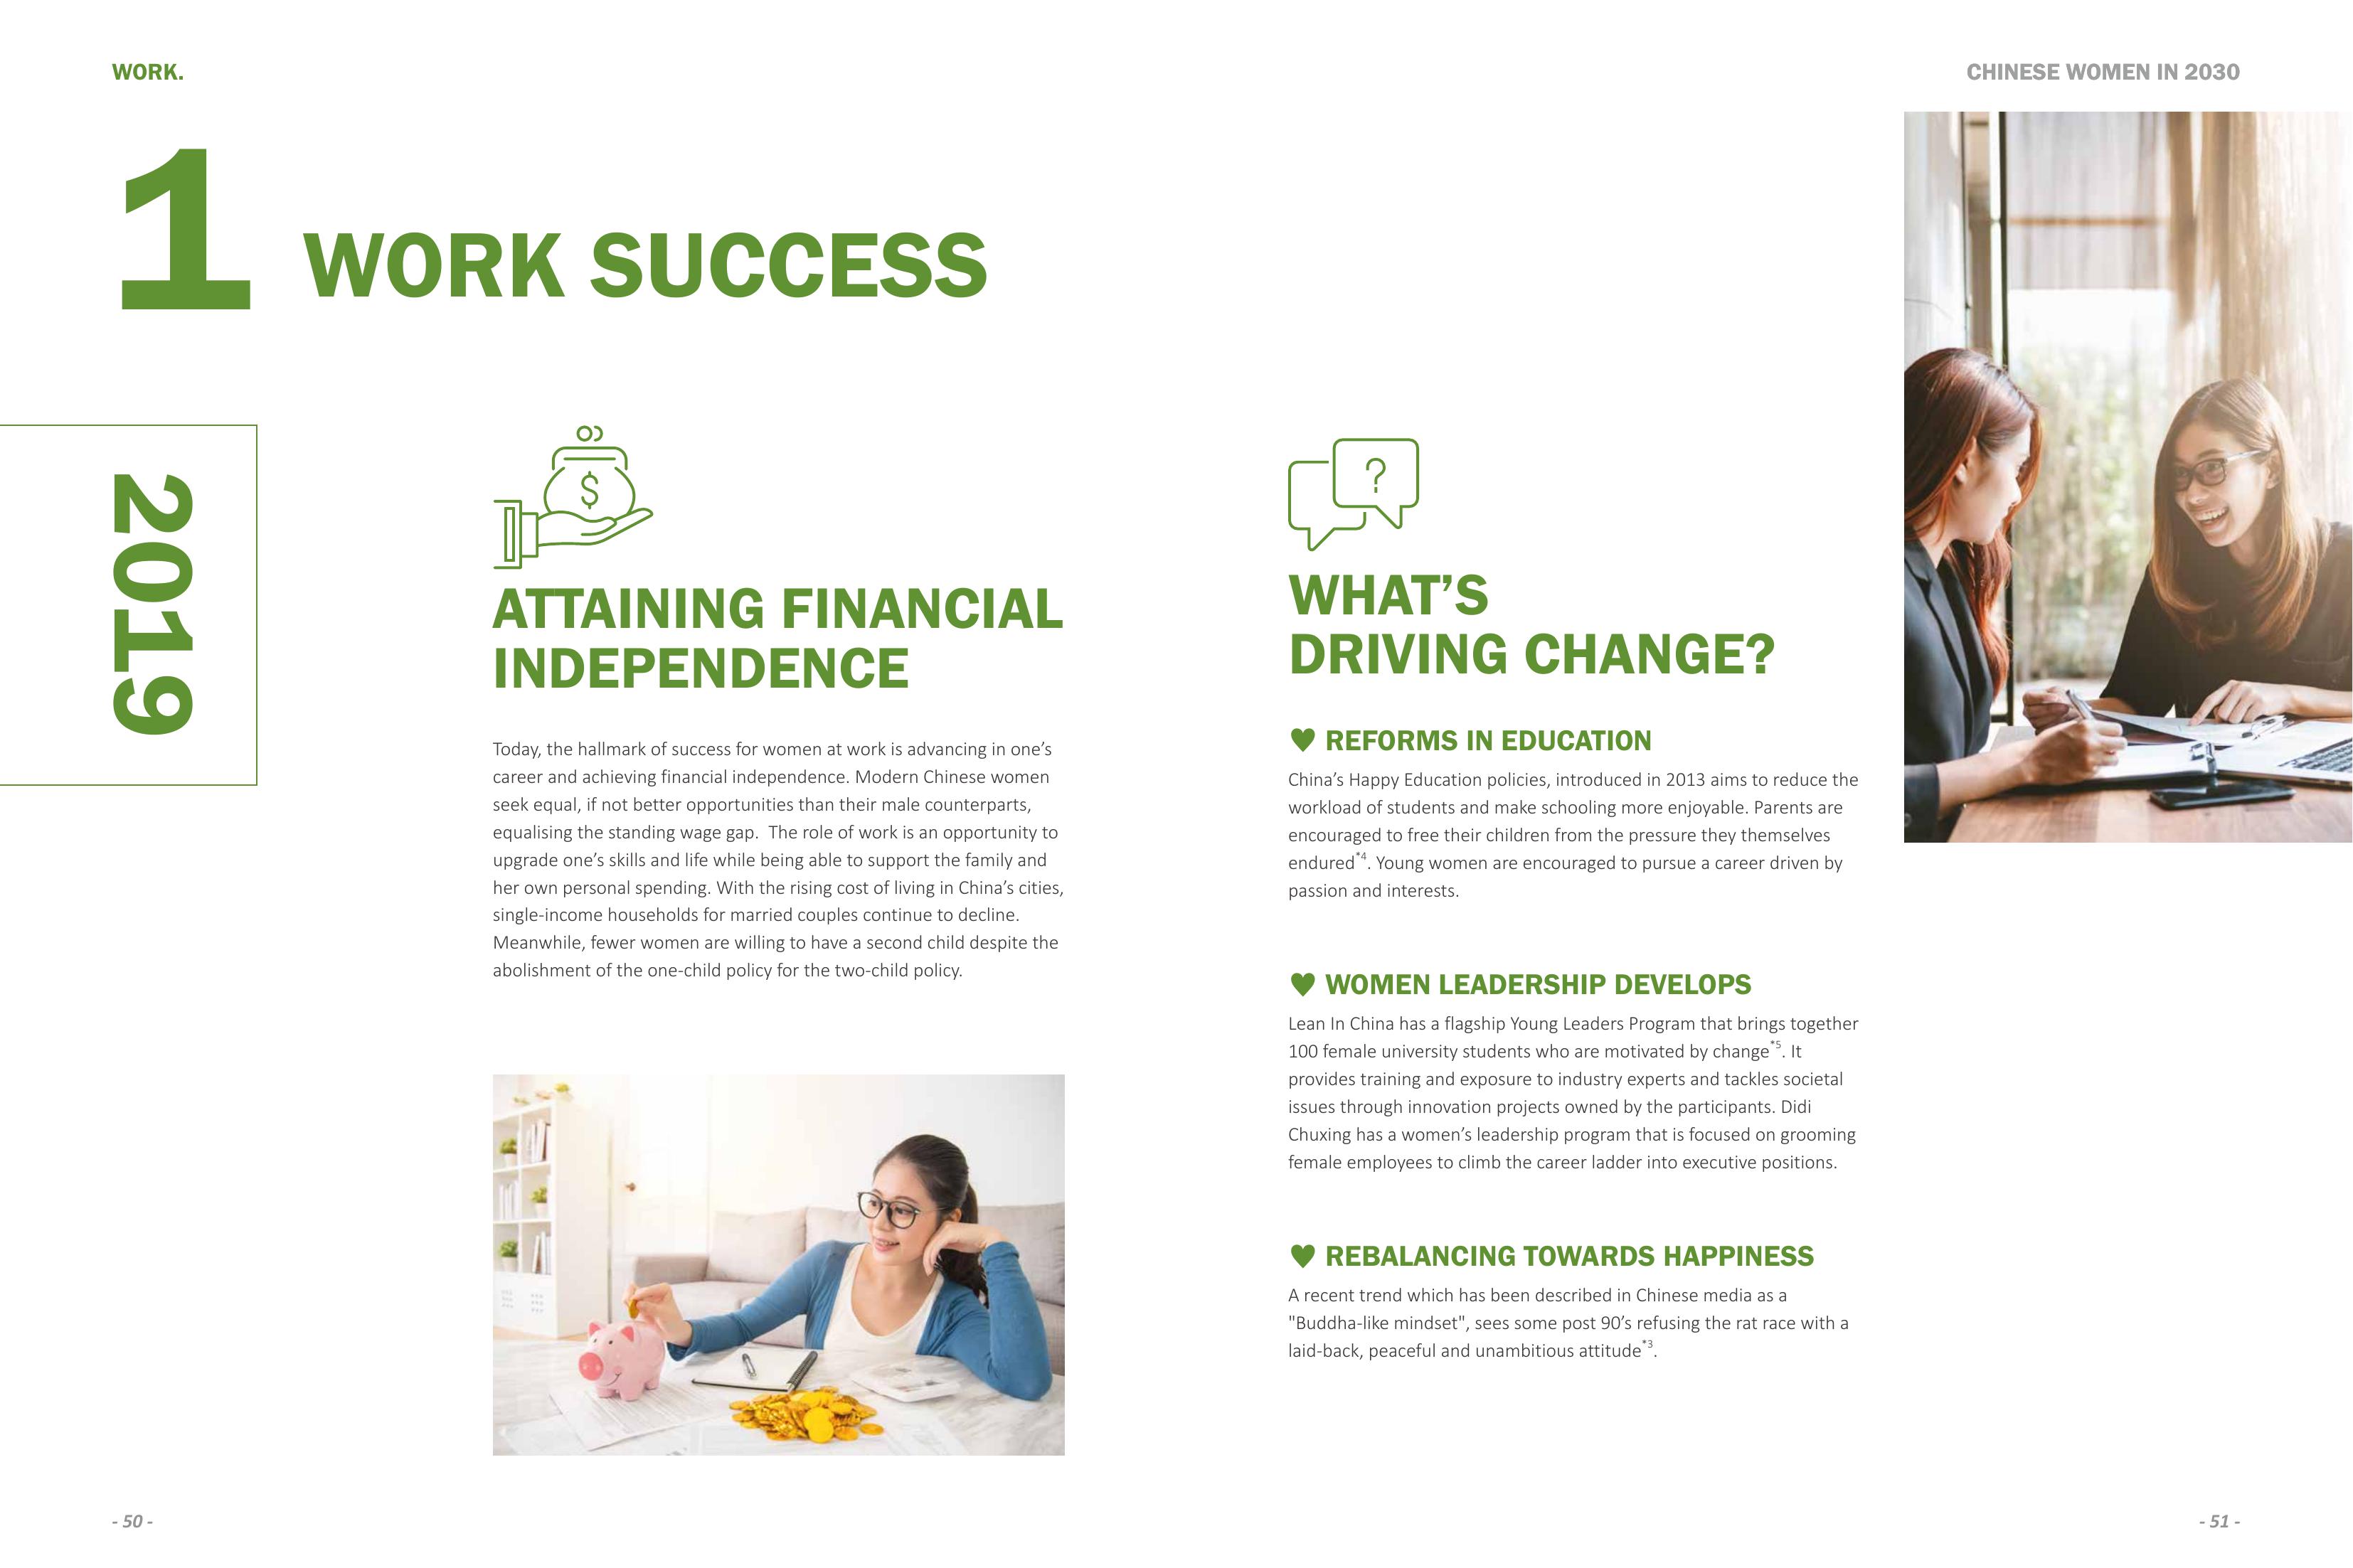 WORK.
CHINESE WOMEN IN 2030
1 WORK SUCCESS
2019
$
ATTAINING FINANCIAL
INDEPENDENCE
Today, the hallmark of success for women at work is advancing in one’s
career and achieving financial independence. Modern Chinese women
seek equal, if not better opportunities than their male counterparts,
equalising the standing wage gap.  The role of work is an opportunity to
upgrade one’s skills and life while being able to support the family and
her own personal spending. With the rising cost of living in China’s cities,
single-income households for married couples continue to decline.
Meanwhile, fewer women are willing to have a second child despite the
abolishment of the one-child policy for the two-child policy.
?
WHAT’S
DRIVING CHANGE?
♥ REFORMS IN EDUCATION
China’s Happy Education policies, introduced in 2013 aims to reduce the
workload of students and make schooling more enjoyable. Parents are
encouraged to free their children from the pressure they themselves
endured*4. Young women are encouraged to pursue a career driven by
passion and interests.
♥ WOMEN LEADERSHIP DEVELOPS
Lean In China has a flagship Young Leaders Program that brings together
100 female university students who are motivated by change*5. It
provides training and exposure to industry experts and tackles societal
issues through innovation projects owned by the participants. Didi
Chuxing has a women’s leadership program that is focused on grooming
female employees to climb the career ladder into executive positions.
♥ REBALANCING TOWARDS HAPPINESS
A recent trend which has been described in Chinese media as a
"Buddha-like mindset", sees some post 90’s refusing the rat race with a
laid-back, peaceful and unambitious attitude*3.
- 50 -
- 51 -